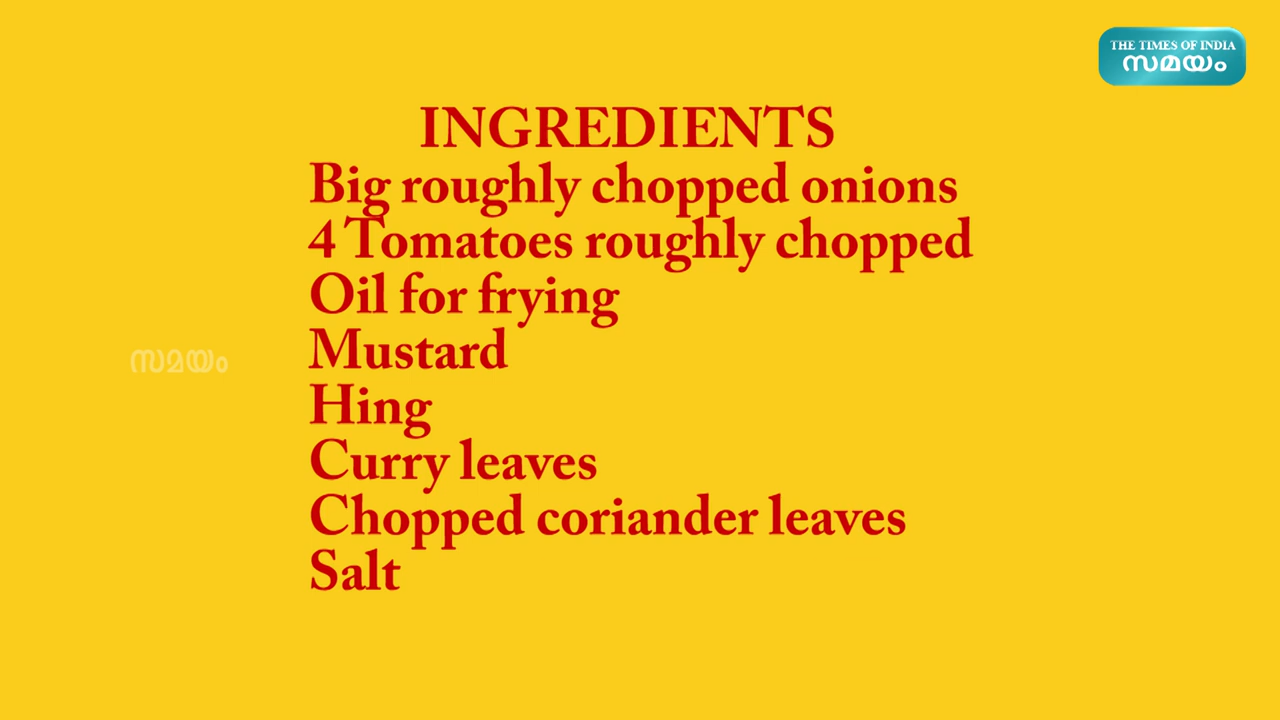 THE TIMES OF INDIA
സമയം
INGREDIENTS
Big roughly chopped onions
4 Tomatoes roughly chopped
Oil for frying
Mustard
സമയം
Hing
Curry leaves
Chopped coriander leaves
Salt